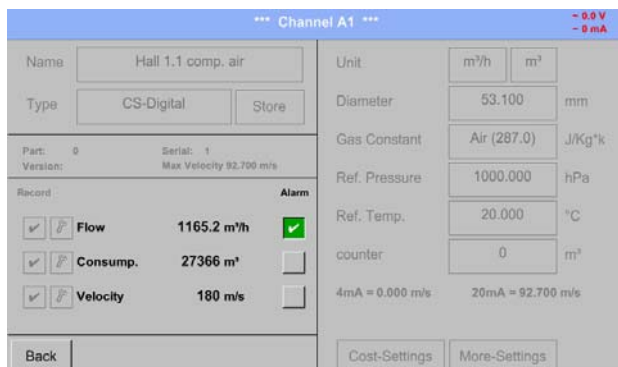 *** Channel A1 ***
~ 0.0 V
~ 0 mA
Name
Hall 1.1 comp. air
Type
CS-Digital
Store
Part: 0
Serial: 1
Version:
Max Velocity 92.700 m/s
Record
Alarm
Flow
1165.2 m³/h
Consump.
27366 m³
Velocity
180 m/s
Back
Unit
m³/h
m³
Diameter
53.100
mm
Gas Constant
Air (287.0)
J/Kg*k
Ref. Pressure
1000.000
hPa
Ref. Temp.
20.000
°C
counter
0
m³
4mA = 0.000 m/s
20mA = 92.700 m/s
Cost-Settings
More-Settings